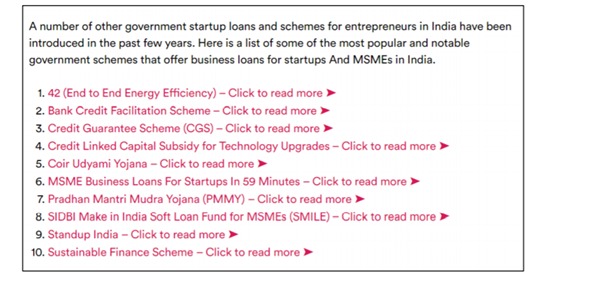 A number of other government startup loans and schemes for entrepreneurs in India have been
introduced in the past few years. Here is a list of some of the most popular and notable
government schemes that offer business loans for startups And MSMEs in India.
1. 42 (End to End Energy Efficiency) – Click to read more ➤
2. Bank Credit Facilitation Scheme – Click to read more ➤
3. Credit Guarantee Scheme (CGS) – Click to read more ➤
4. Credit Linked Capital Subsidy for Technology Upgrades – Click to read more ➤
5. Coir Udyami Yojana – Click to read more ➤
6. MSME Business Loans For Startups In 59 Minutes – Click to read more ➤
7. Pradhan Mantri Mudra Yojana (PMMY) – Click to read more ➤
8. SIDBI Make in India Soft Loan Fund for MSMEs (SMILE) – Click to read more ➤
9. Standup India – Click to read more ➤
10. Sustainable Finance Scheme – Click to read more ➤